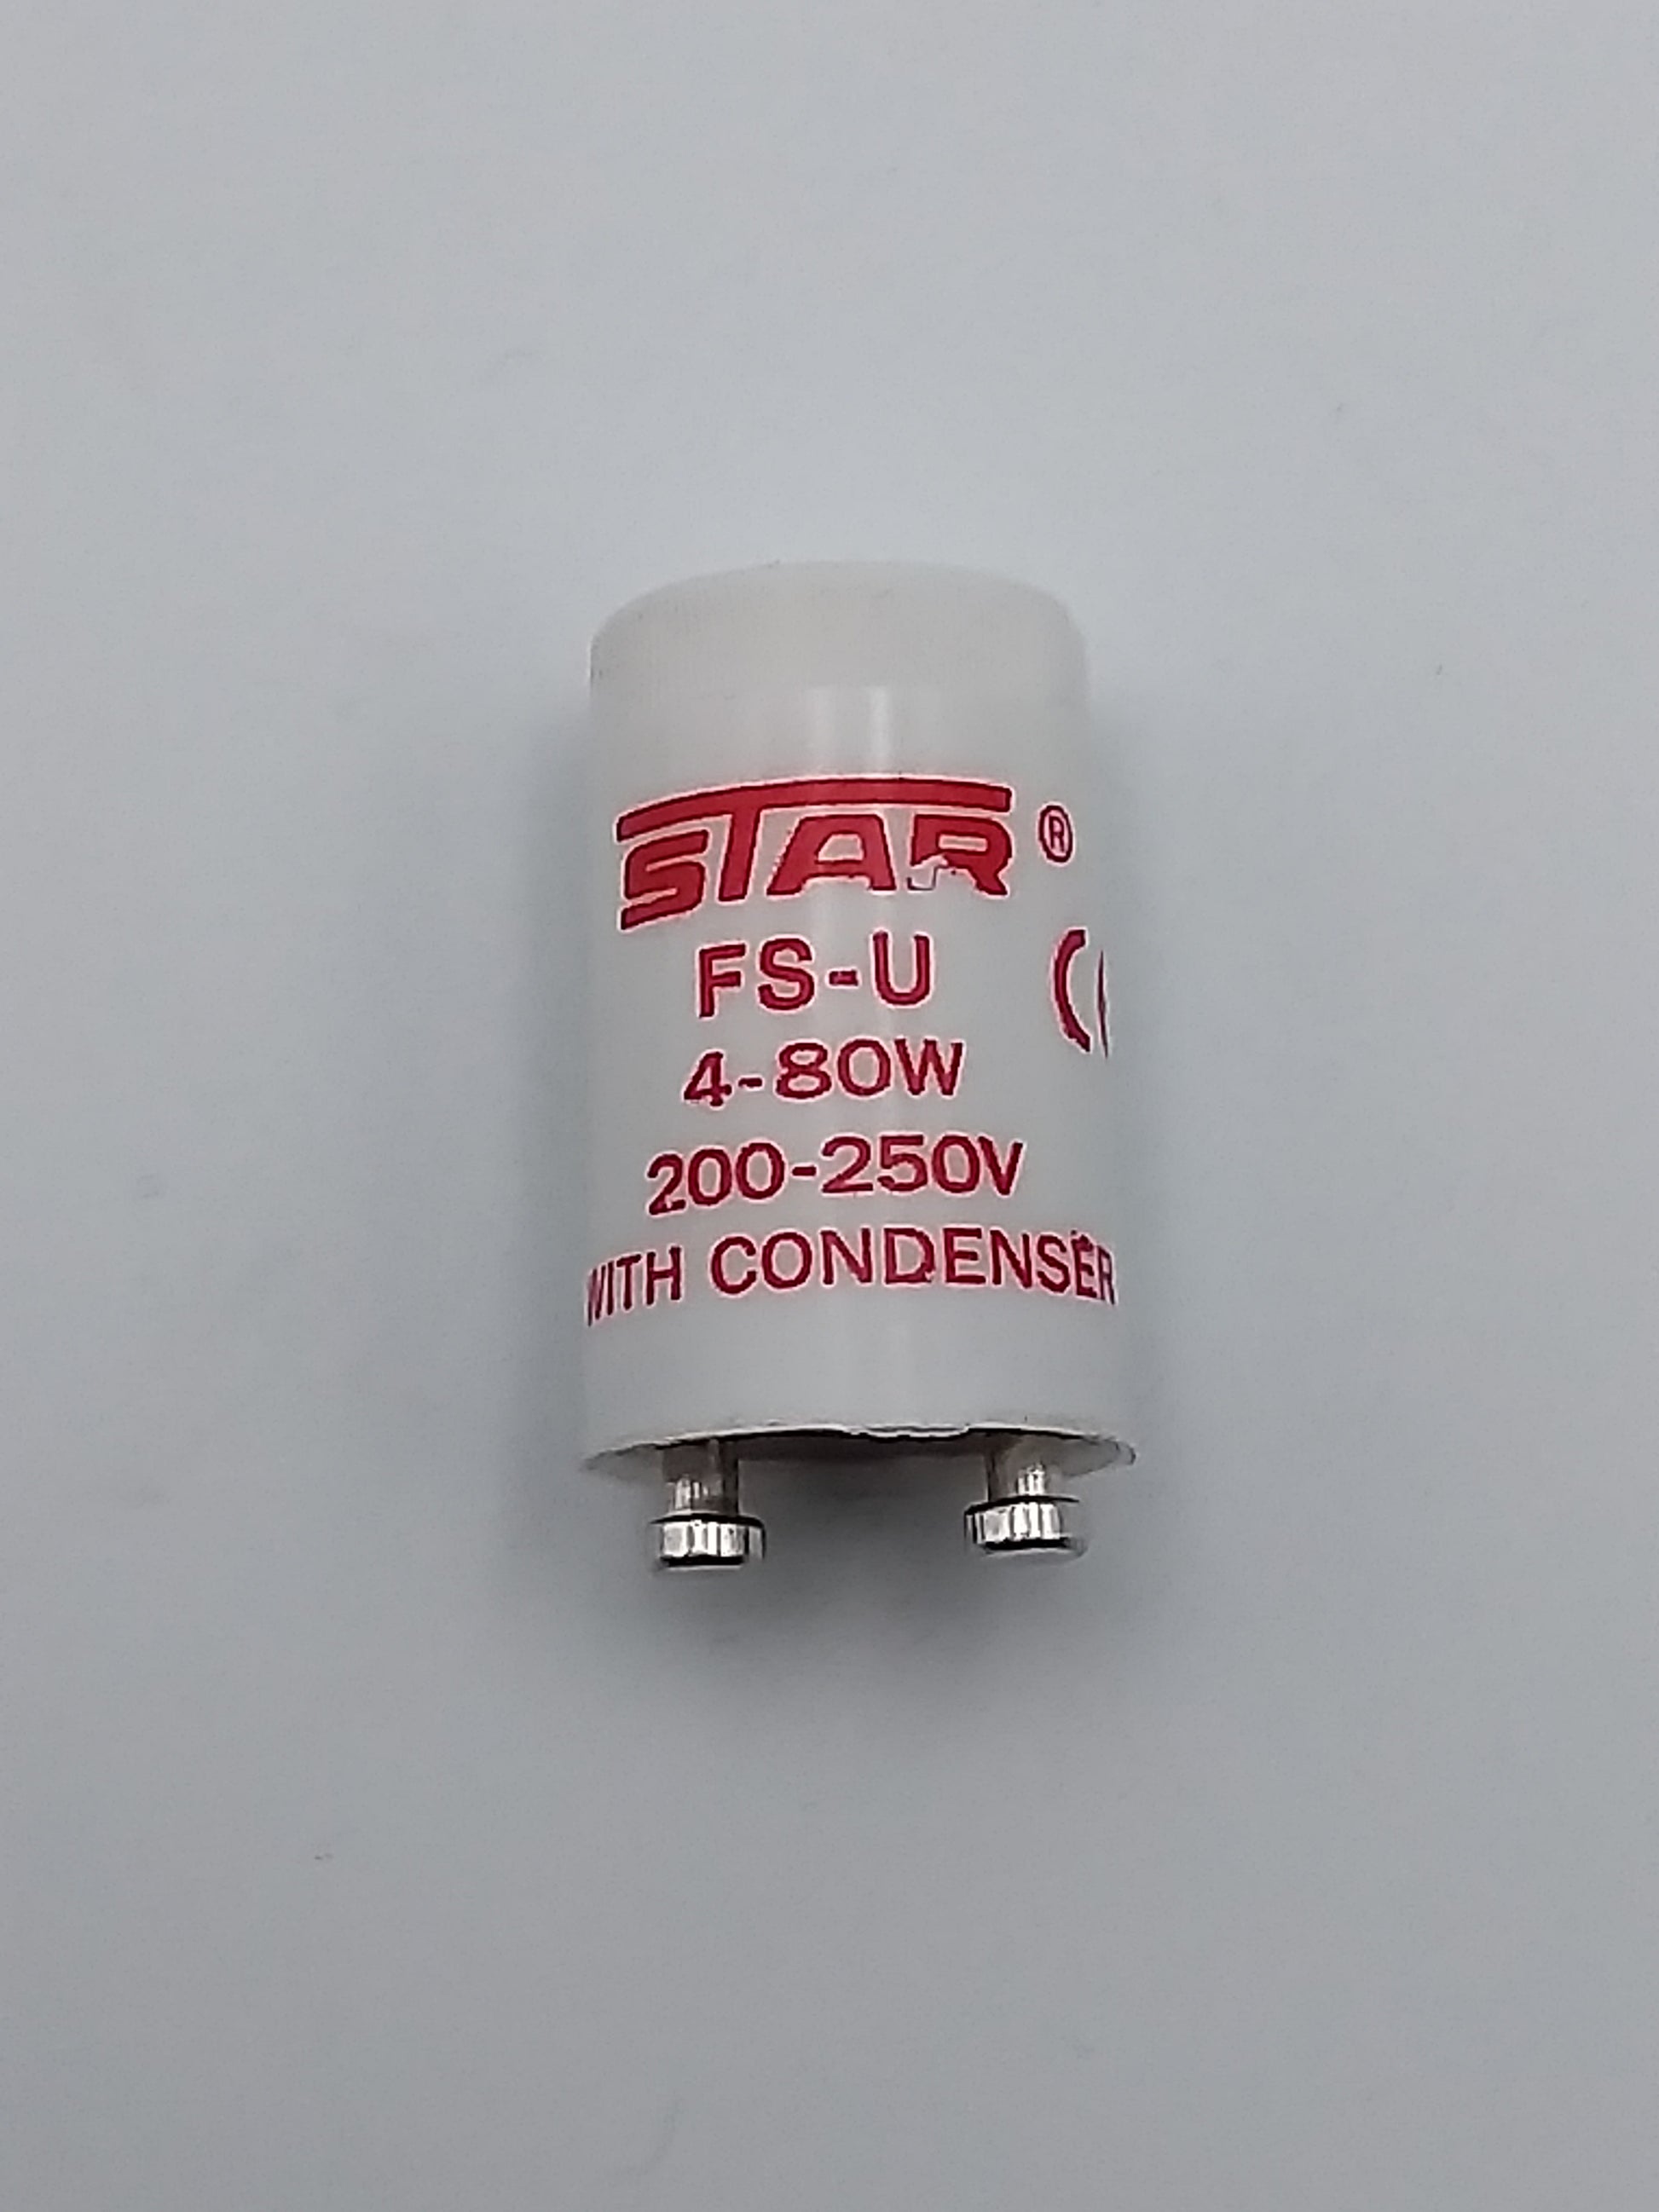 STAR ®
FS-U
4-80W
200-250V
WITH CONDENSER